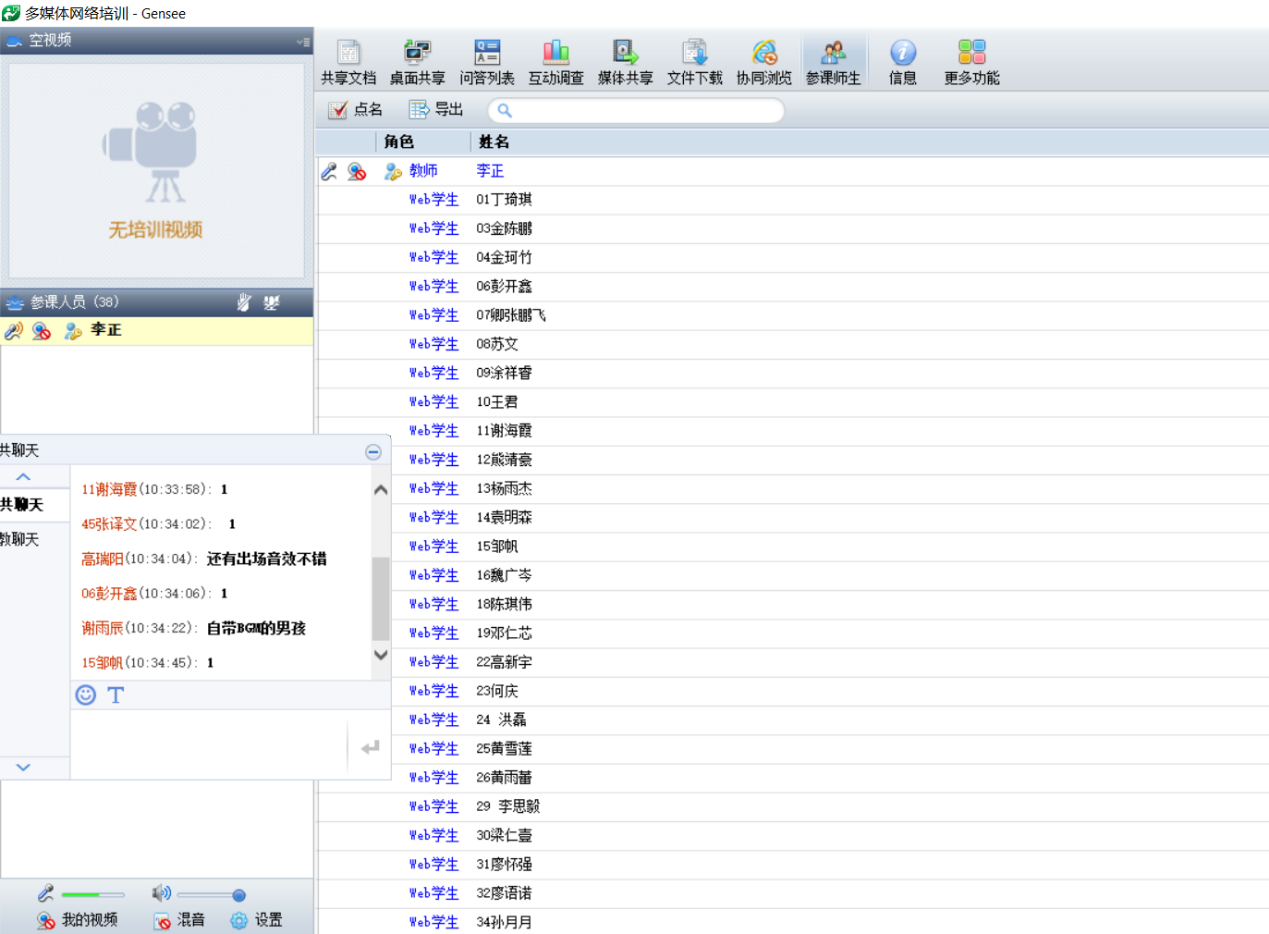 多媒体网络培训 - Gensee
空视频
无培训视频
参课人员（38）
李正
共享文档 桌面共享 问答列表 互动调查 媒体共享 文件下载 协同浏览 参课师生 信息 更多功能
点名 导出
角色 姓名
教师 李正
Web学生 01丁琦琪
Web学生 03金陈鹏
Web学生 04金珂竹
Web学生 06彭开鑫
Web学生 07卿张鹏飞
Web学生 08苏文
Web学生 09涂祥睿
Web学生 10王君
Web学生 11谢海霞
Web学生 12熊靖豪
Web学生 13杨雨杰
Web学生 14袁明森
Web学生 15邹帆
Web学生 16魏广岑
Web学生 18陈琪伟
Web学生 19邓仁芯
Web学生 22高新宇
Web学生 23何庆
Web学生 24 洪磊
Web学生 25黄雪莲
Web学生 26黄雨蕾
Web学生 29 李思毅
Web学生 30梁仁壹
Web学生 31廖怀强
Web学生 32廖语诺
Web学生 34孙月月
共聊天
共聊天
教聊天
11谢海霞(10:33:58): 1
45张译文(10:34:02): 1
高瑞阳(10:34:04): 还有出场音效不错
06彭开鑫(10:34:06): 1
谢雨辰(10:34:22): 自带BGM的男孩
15邹帆(10:34:45): 1
T
我的视频 混音 设置